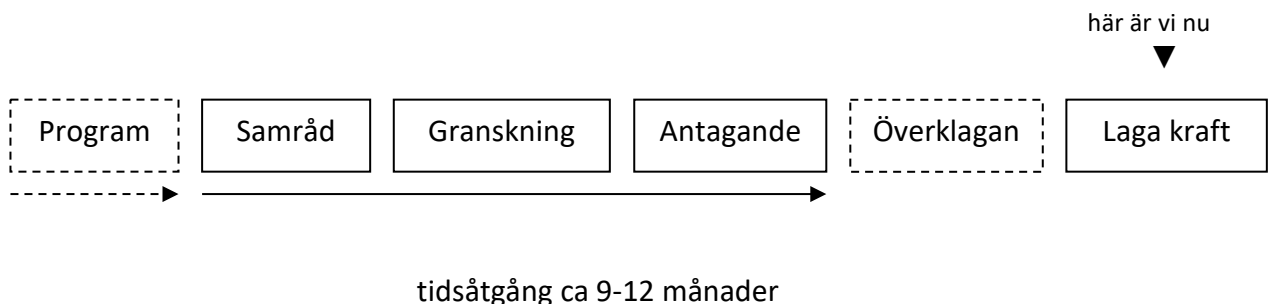 här är vi nu
Program Samråd Granskning Antagande Överklagan Laga kraft
tidsåtgång ca 9-12 månader